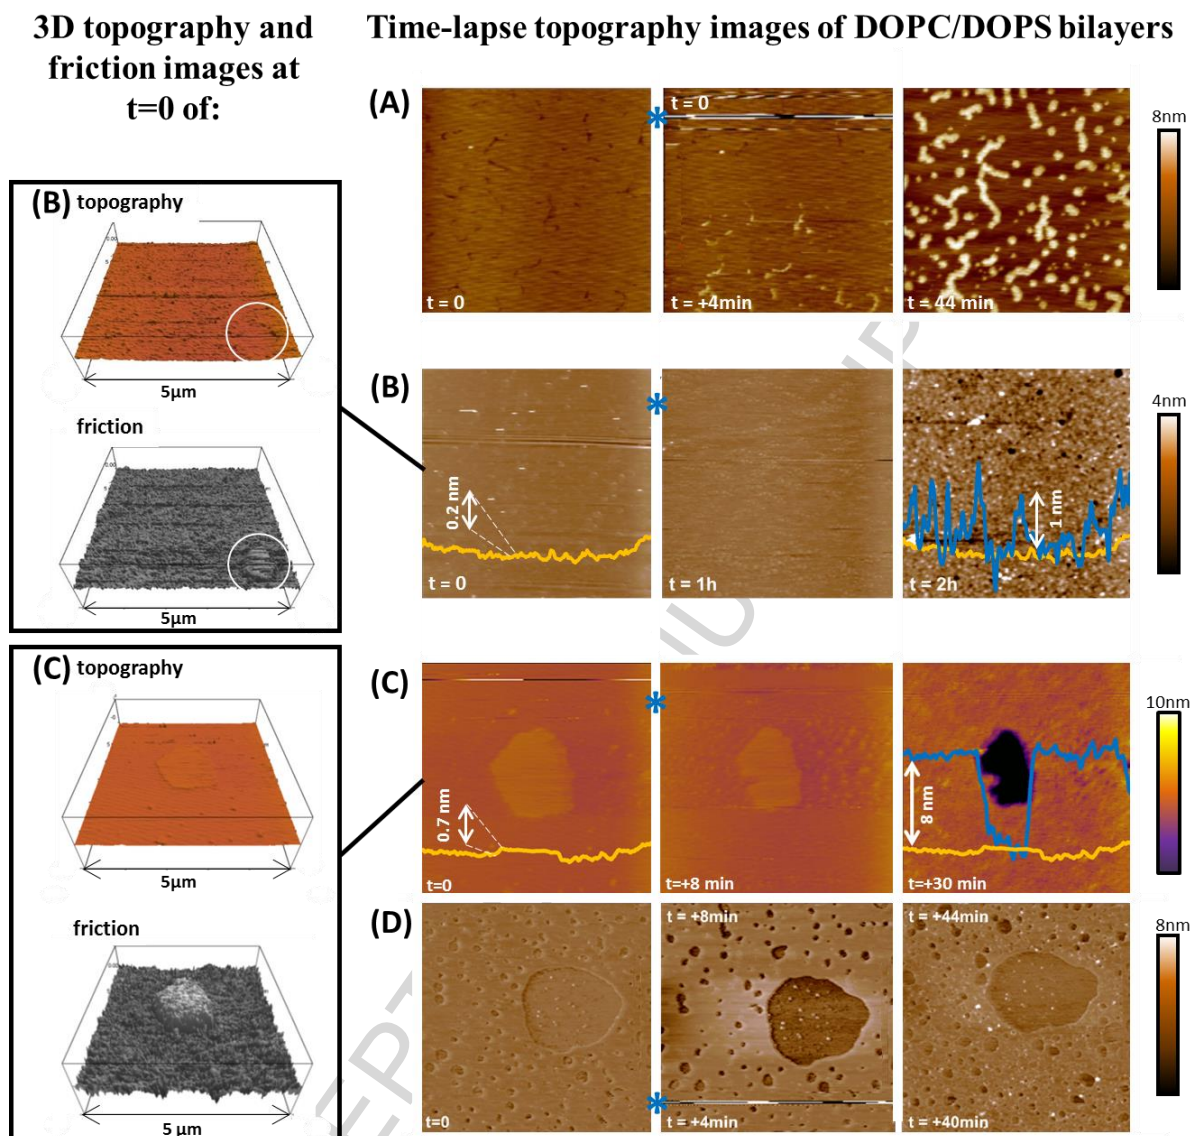 3D topography and
friction images at
t=0 of:
Time-lapse topography images of DOPC/DOPS bilayers
(A)
t = 0
t = 0
t = +4min
t = 44 min
8nm
(B) topography
5µm
friction
5µm
(B)
0.2 nm
t = 0
t = 1h
1 nm
t = 2h
4nm
(C) topography
5µm
friction
5 µm
(C)
0.7 nm
t=0
t=+8 min
8 nm
t=+30 min
10nm
(D)
t=0
t = +8min
t = +4min
t = +44min
t = +40min
8nm